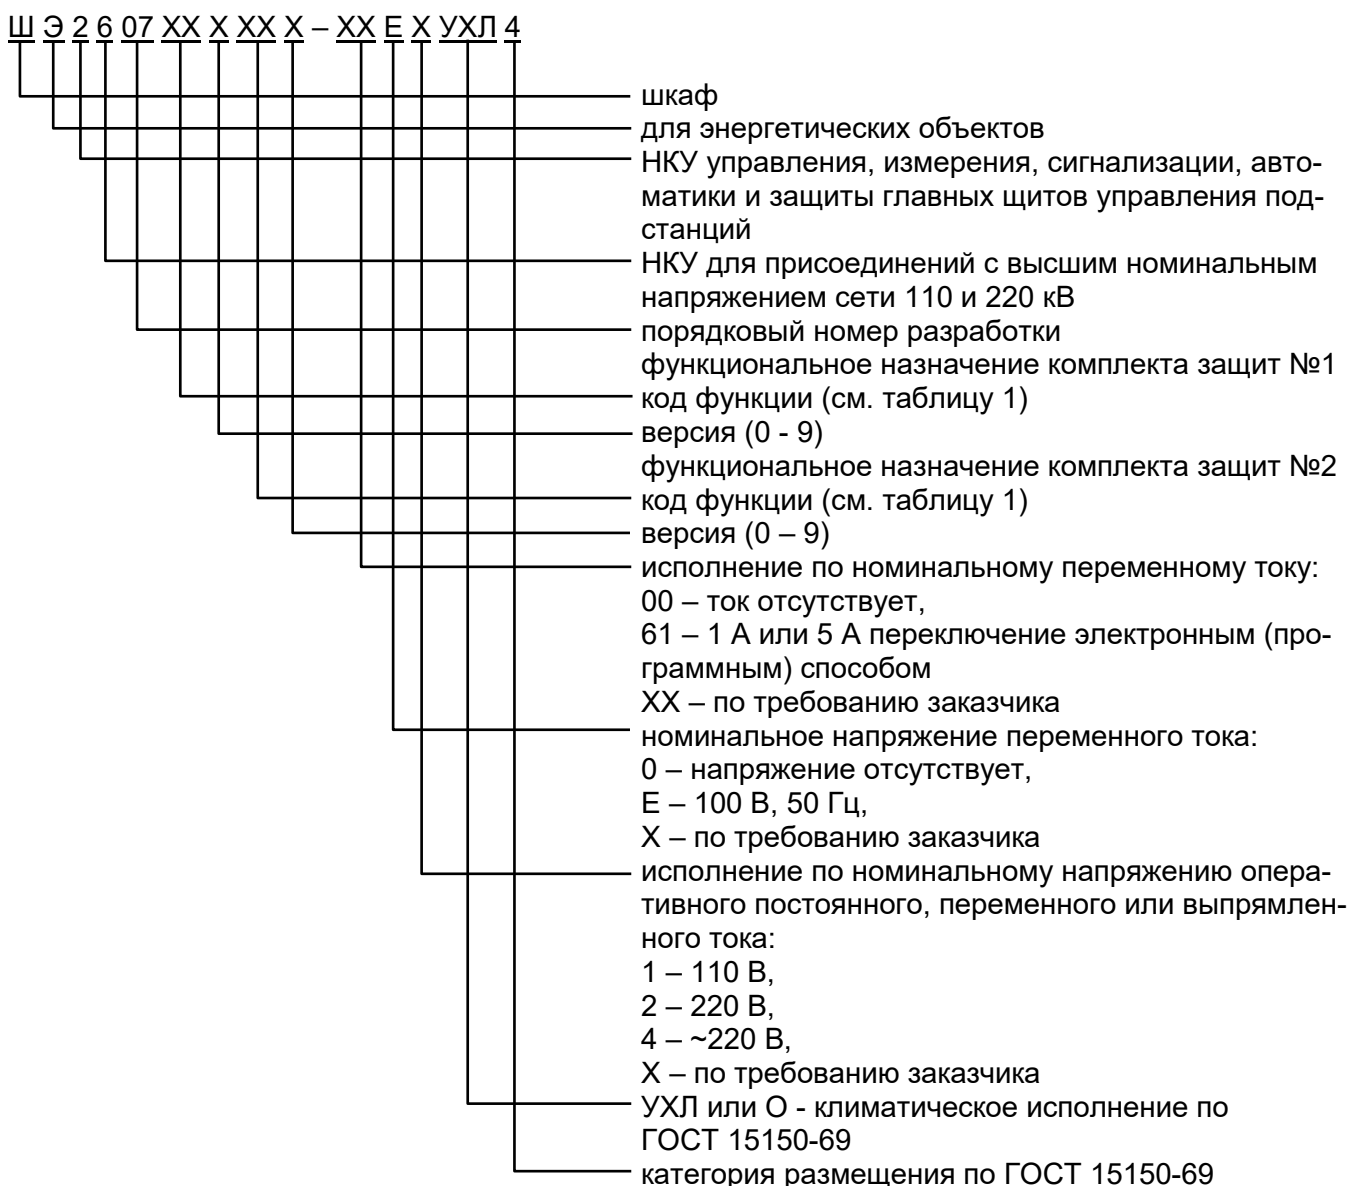 Ш Э 2 6 07 ХХ Х ХХ Х – ХХ Е Х УХЛ 4
шкаф
для энергетических объектов
НКУ управления, измерения, сигнализации, авто-
матики и защиты главных щитов управления под-
станций
НКУ для присоединений с высшим номинальным
напряжением сети 110 и 220 кВ
порядковый номер разработки
функциональное назначение комплекта защит №1
код функции (см. таблицу 1)
версия (0 - 9)
функциональное назначение комплекта защит №2
код функции (см. таблицу 1)
версия (0 – 9)
исполнение по номинальному переменному току:
00 – ток отсутствует,
61 – 1 А или 5 А переключение электронным (про-
граммным) способом
ХХ – по требованию заказчика
номинальное напряжение переменного тока:
0 – напряжение отсутствует,
Е – 100 В, 50 Гц,
Х – по требованию заказчика
исполнение по номинальному напряжению опера-
тивного постоянного, переменного или выпрямлен-
ного тока:
1 – 110 В,
2 – 220 В,
4 – ~220 В,
Х – по требованию заказчика
УХЛ или О - климатическое исполнение по
ГОСТ 15150-69
категория размещения по ГОСТ 15150-69